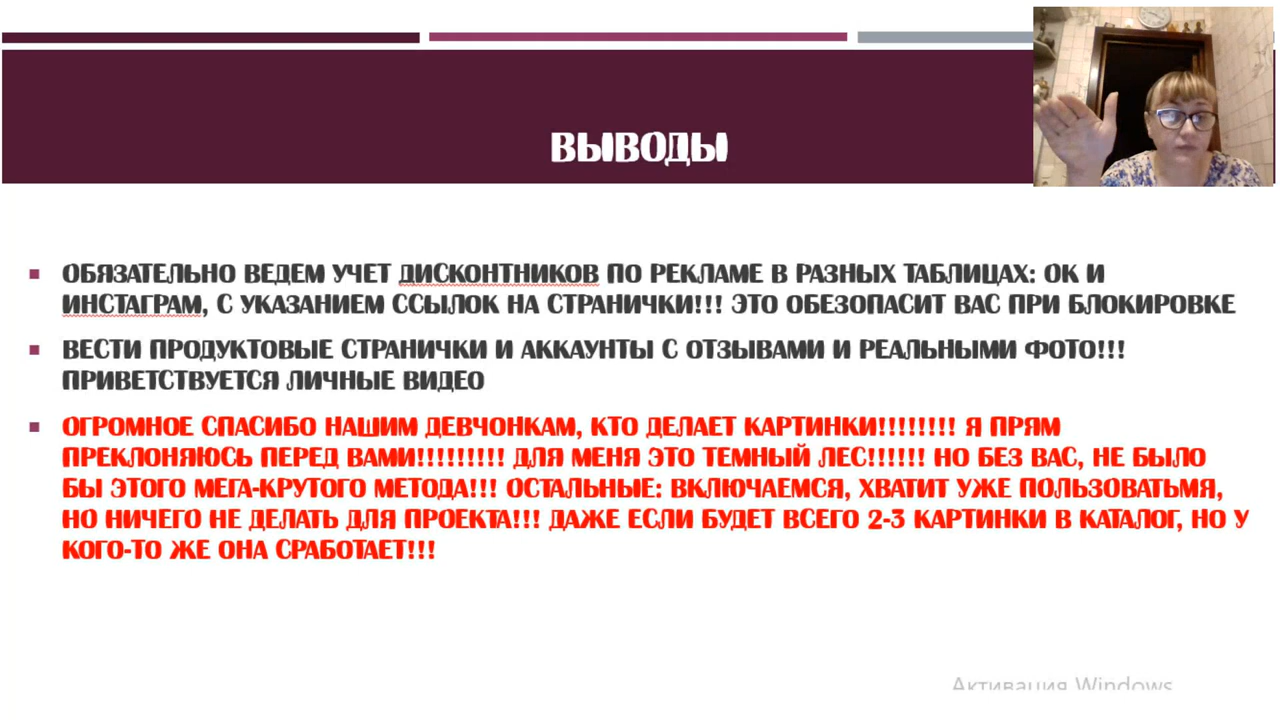 ВЫВОДЫ
ОБЯЗАТЕЛЬНО ВЕДЕМ УЧЕТ ДИСКОНТНИКОВ ПО РЕКЛАМЕ В РАЗНЫХ ТАБЛИЦАХ: ОК И
ИНСТАГРАМ, С УКАЗАНИЕМ ССЫЛОК НА СТРАНИЧКИ!!! ЭТО ОБЕЗОПАСИТ ВАС ПРИ БЛОКИРОВКЕ
ВЕСТИ ПРОДУКТОВЫЕ СТРАНИЧКИ И АККАУНТЫ С ОТЗЫВАМИ И РЕАЛЬНЫМИ ФОТО!!!
ПРИВЕТСТВУЕТСЯ ЛИЧНЫЕ ВИДЕО
ОГРОМНОЕ СПАСИБО НАШИМ ДЕВЧОНКАМ, КТО ДЕЛАЕТ КАРТИНКИ!!!!!!!! Я ПРЯМ
ПРЕКЛОНЯЮСЬ ПЕРЕД ВАМИ!!!!!!!!! ДЛЯ МЕНЯ ЭТО ТЕМНЫЙ ЛЕС!!!!!! НО БЕЗ ВАС, НЕ БЫЛО
БЫ ЭТОГО МЕГА-КРУТОГО МЕТОДА!!! ОСТАЛЬНЫЕ: ВКЛЮЧАЕМСЯ, ХВАТИТ УЖЕ ПОЛЬЗОВАТЬМЯ,
НО НИЧЕГО НЕ ДЕЛАТЬ ДЛЯ ПРОЕКТА!!! ДАЖЕ ЕСЛИ БУДЕТ ВСЕГО 2-3 КАРТИНКИ В КАТАЛОГ, НО У
КОГО-ТО ЖЕ ОНА СРАБОТАЕТ!!!
Активация Windows